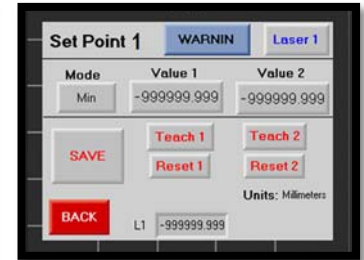 Set Point 1 WARNIN Laser 1
Mode Value 1 Value 2
Min -999999.999 -999999.999
SAVE Teach 1 Teach 2
Reset 1 Reset 2
Units: Millimeters
BACK L1 -999999.999